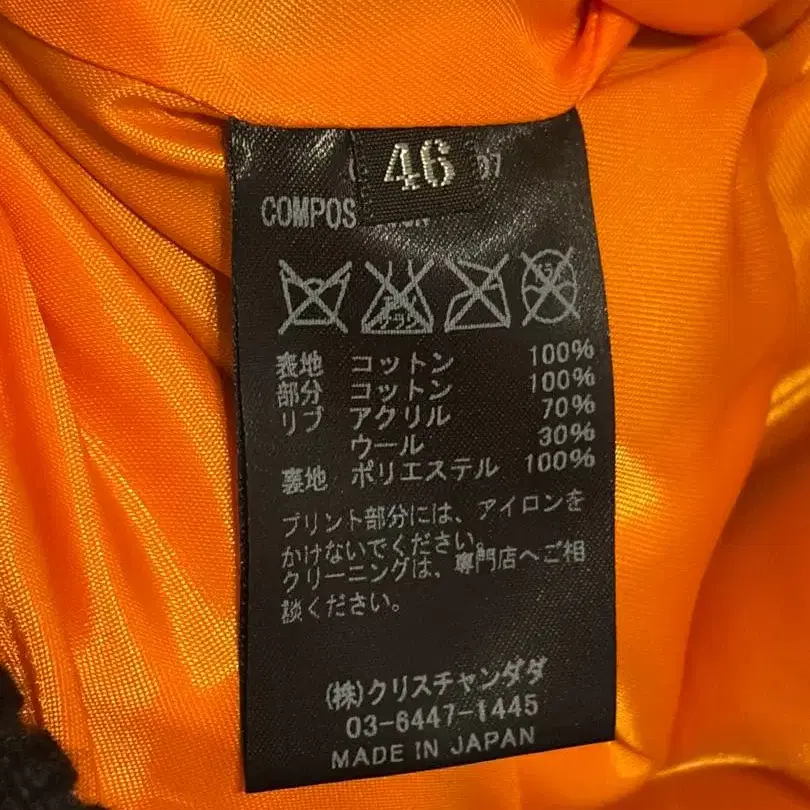 46
07
COMPOS
表地 コットン 100%
部分 コットン 100%
リブ アクリル 70%
ウール 30%
裏地 ポリエステル 100%
プリント部分には、アイロンを
かけないでください。
クリーニングは、専門店へご相
談ください。
(株)クリスチャンダダ
03-6447-1445
MADE IN JAPAN